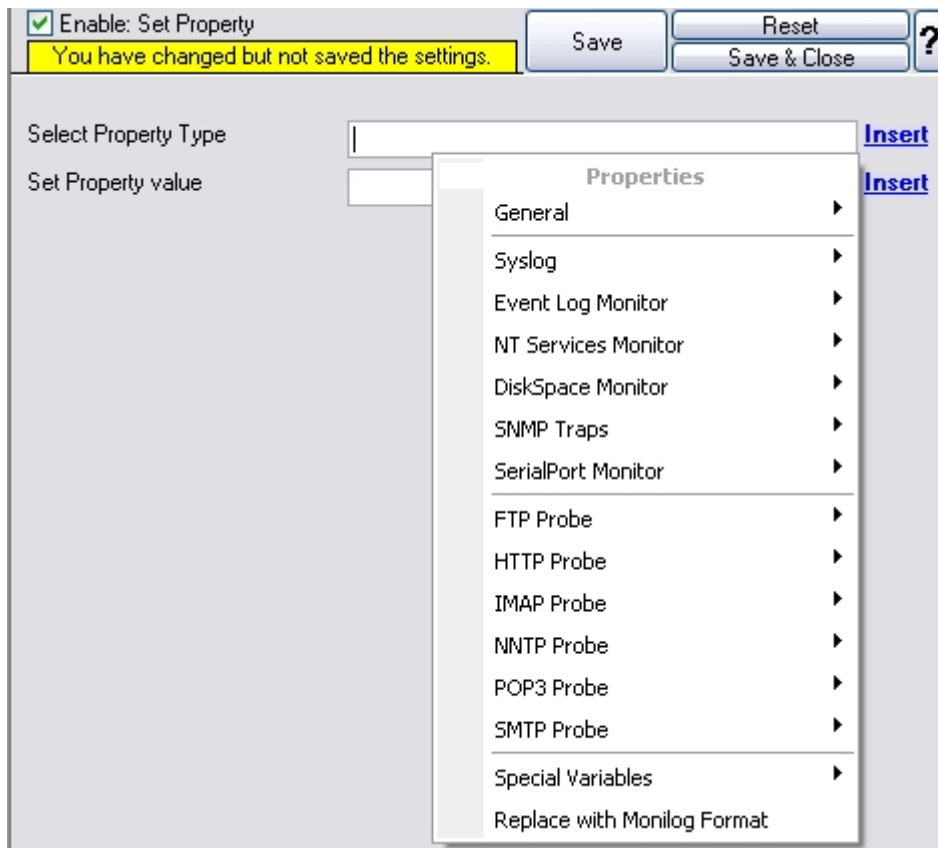 Enable: Set Property
You have changed but not saved the settings.
Save
Reset
Save & Close
?
Select Property Type
Insert
Set Property value
Insert
Properties
General
Syslog
Event Log Monitor
NT Services Monitor
DiskSpace Monitor
SNMP Traps
SerialPort Monitor
FTP Probe
HTTP Probe
IMAP Probe
NNTP Probe
POP3 Probe
SMTP Probe
Special Variables
Replace with Monilog Format